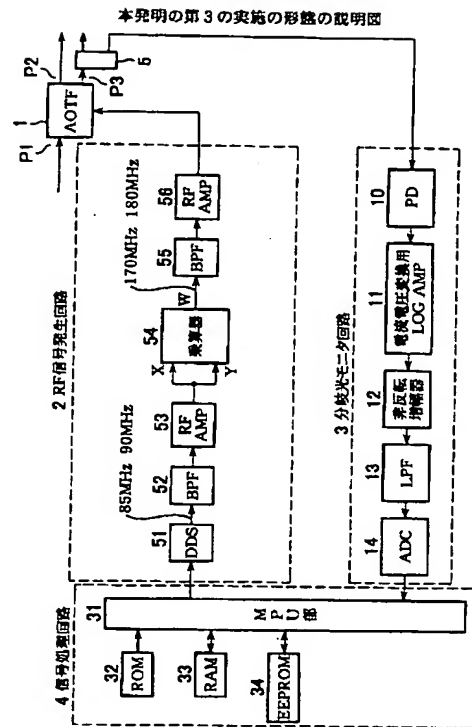 本発明の第3の実施の形態の説明図
P1
1
AOTF
P2
P3
5
2 RF信号発生回路
51
DDS
85MHz 90MHz
52
BPF
53
RF AMP
X
Y
54
乗算器
W
170MHz 180MHz
55
BPF
56
RF AMP
3 分岐光モニタ回路
10
PD
11
電流電圧変換用
LOG AMP
12
非反転
増幅器
13
LPF
14
ADC
4 信号処理回路
31
MPU部
32
ROM
33
RAM
34
EEPROM